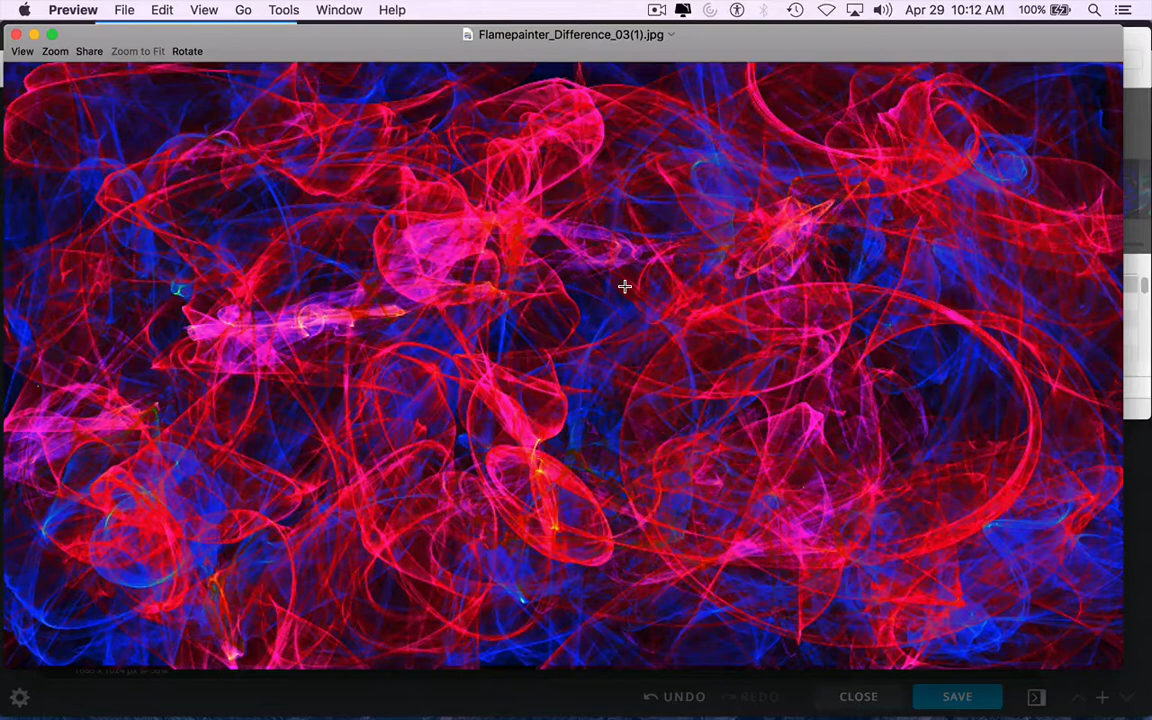 Preview File Edit View Go Tools Window Help Apr 29 10:12 AM 100%
Flamepainter_Difference_03(1).jpg
View Zoom Share Zoom to Fit Rotate
UNDO REDO CLOSE SAVE